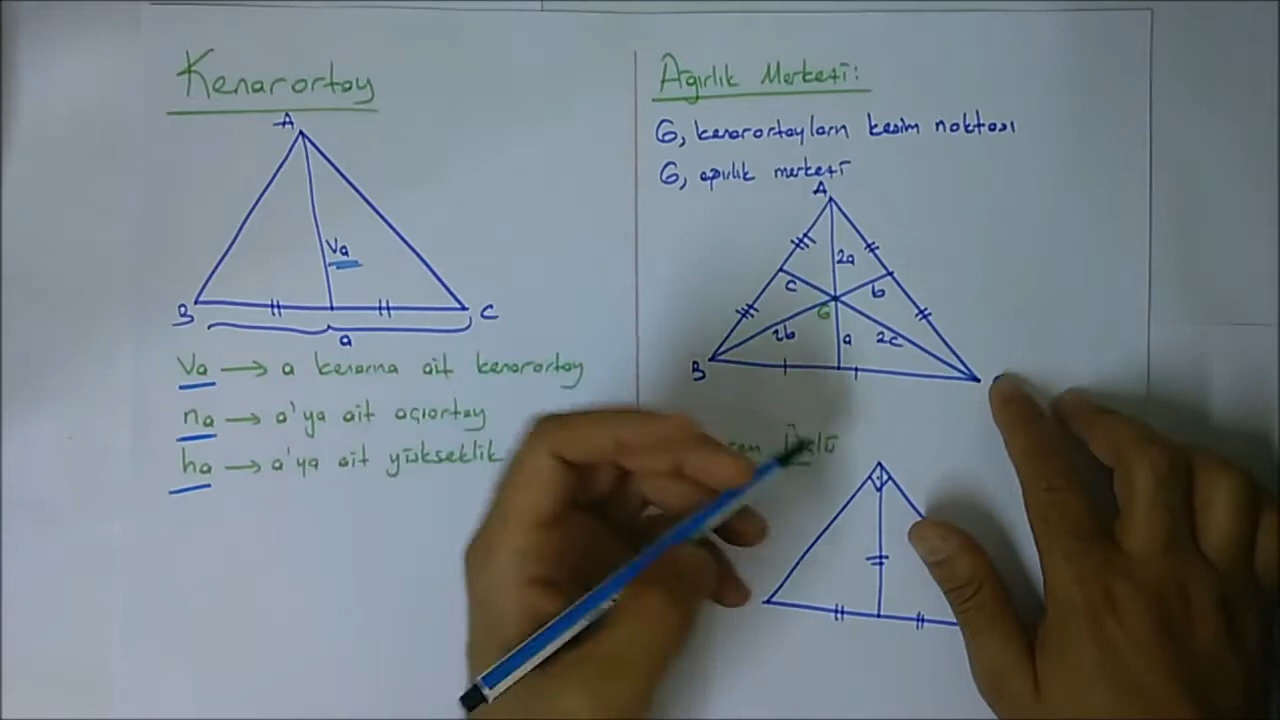 Kenarortay
A
Va
B
C
a
Va → a kenarına ait kenarortay
na → a'ya ait açıortay
ha → a'ya ait yükseklik
Ağırlık Merkezi:
G, kenarortayların kesim noktası
G, ağırlık merkezi
A
2a
c
b
G
2b
a
2c
B